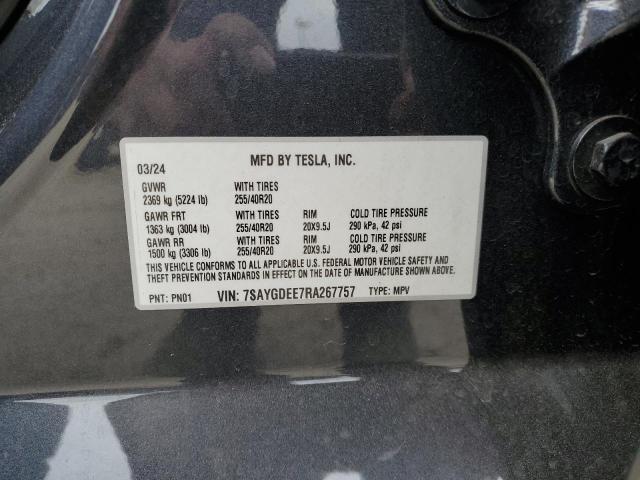 03/24 MFD BY TESLA, INC.
GVWR WITH TIRES
2369 kg (5224 lb) 255/40R20
GAWR FRT WITH TIRES RIM COLD TIRE PRESSURE
1363 kg (3004 lb) 255/40R20 20X9.5J 290 kPa, 42 psi
GAWR RR WITH TIRES RIM COLD TIRE PRESSURE
1500 kg (3306 lb) 255/40R20 20X9.5J 290 kPa, 42 psi
THIS VEHICLE CONFORMS TO ALL APPLICABLE U.S. FEDERAL MOTOR VEHICLE SAFETY AND
THEFT PREVENTION STANDARDS IN EFFECT ON THE DATE OF MANUFACTURE SHOWN ABOVE.
PNT: PN01 VIN: 7SAYGDEE7RA267757 TYPE: MPV